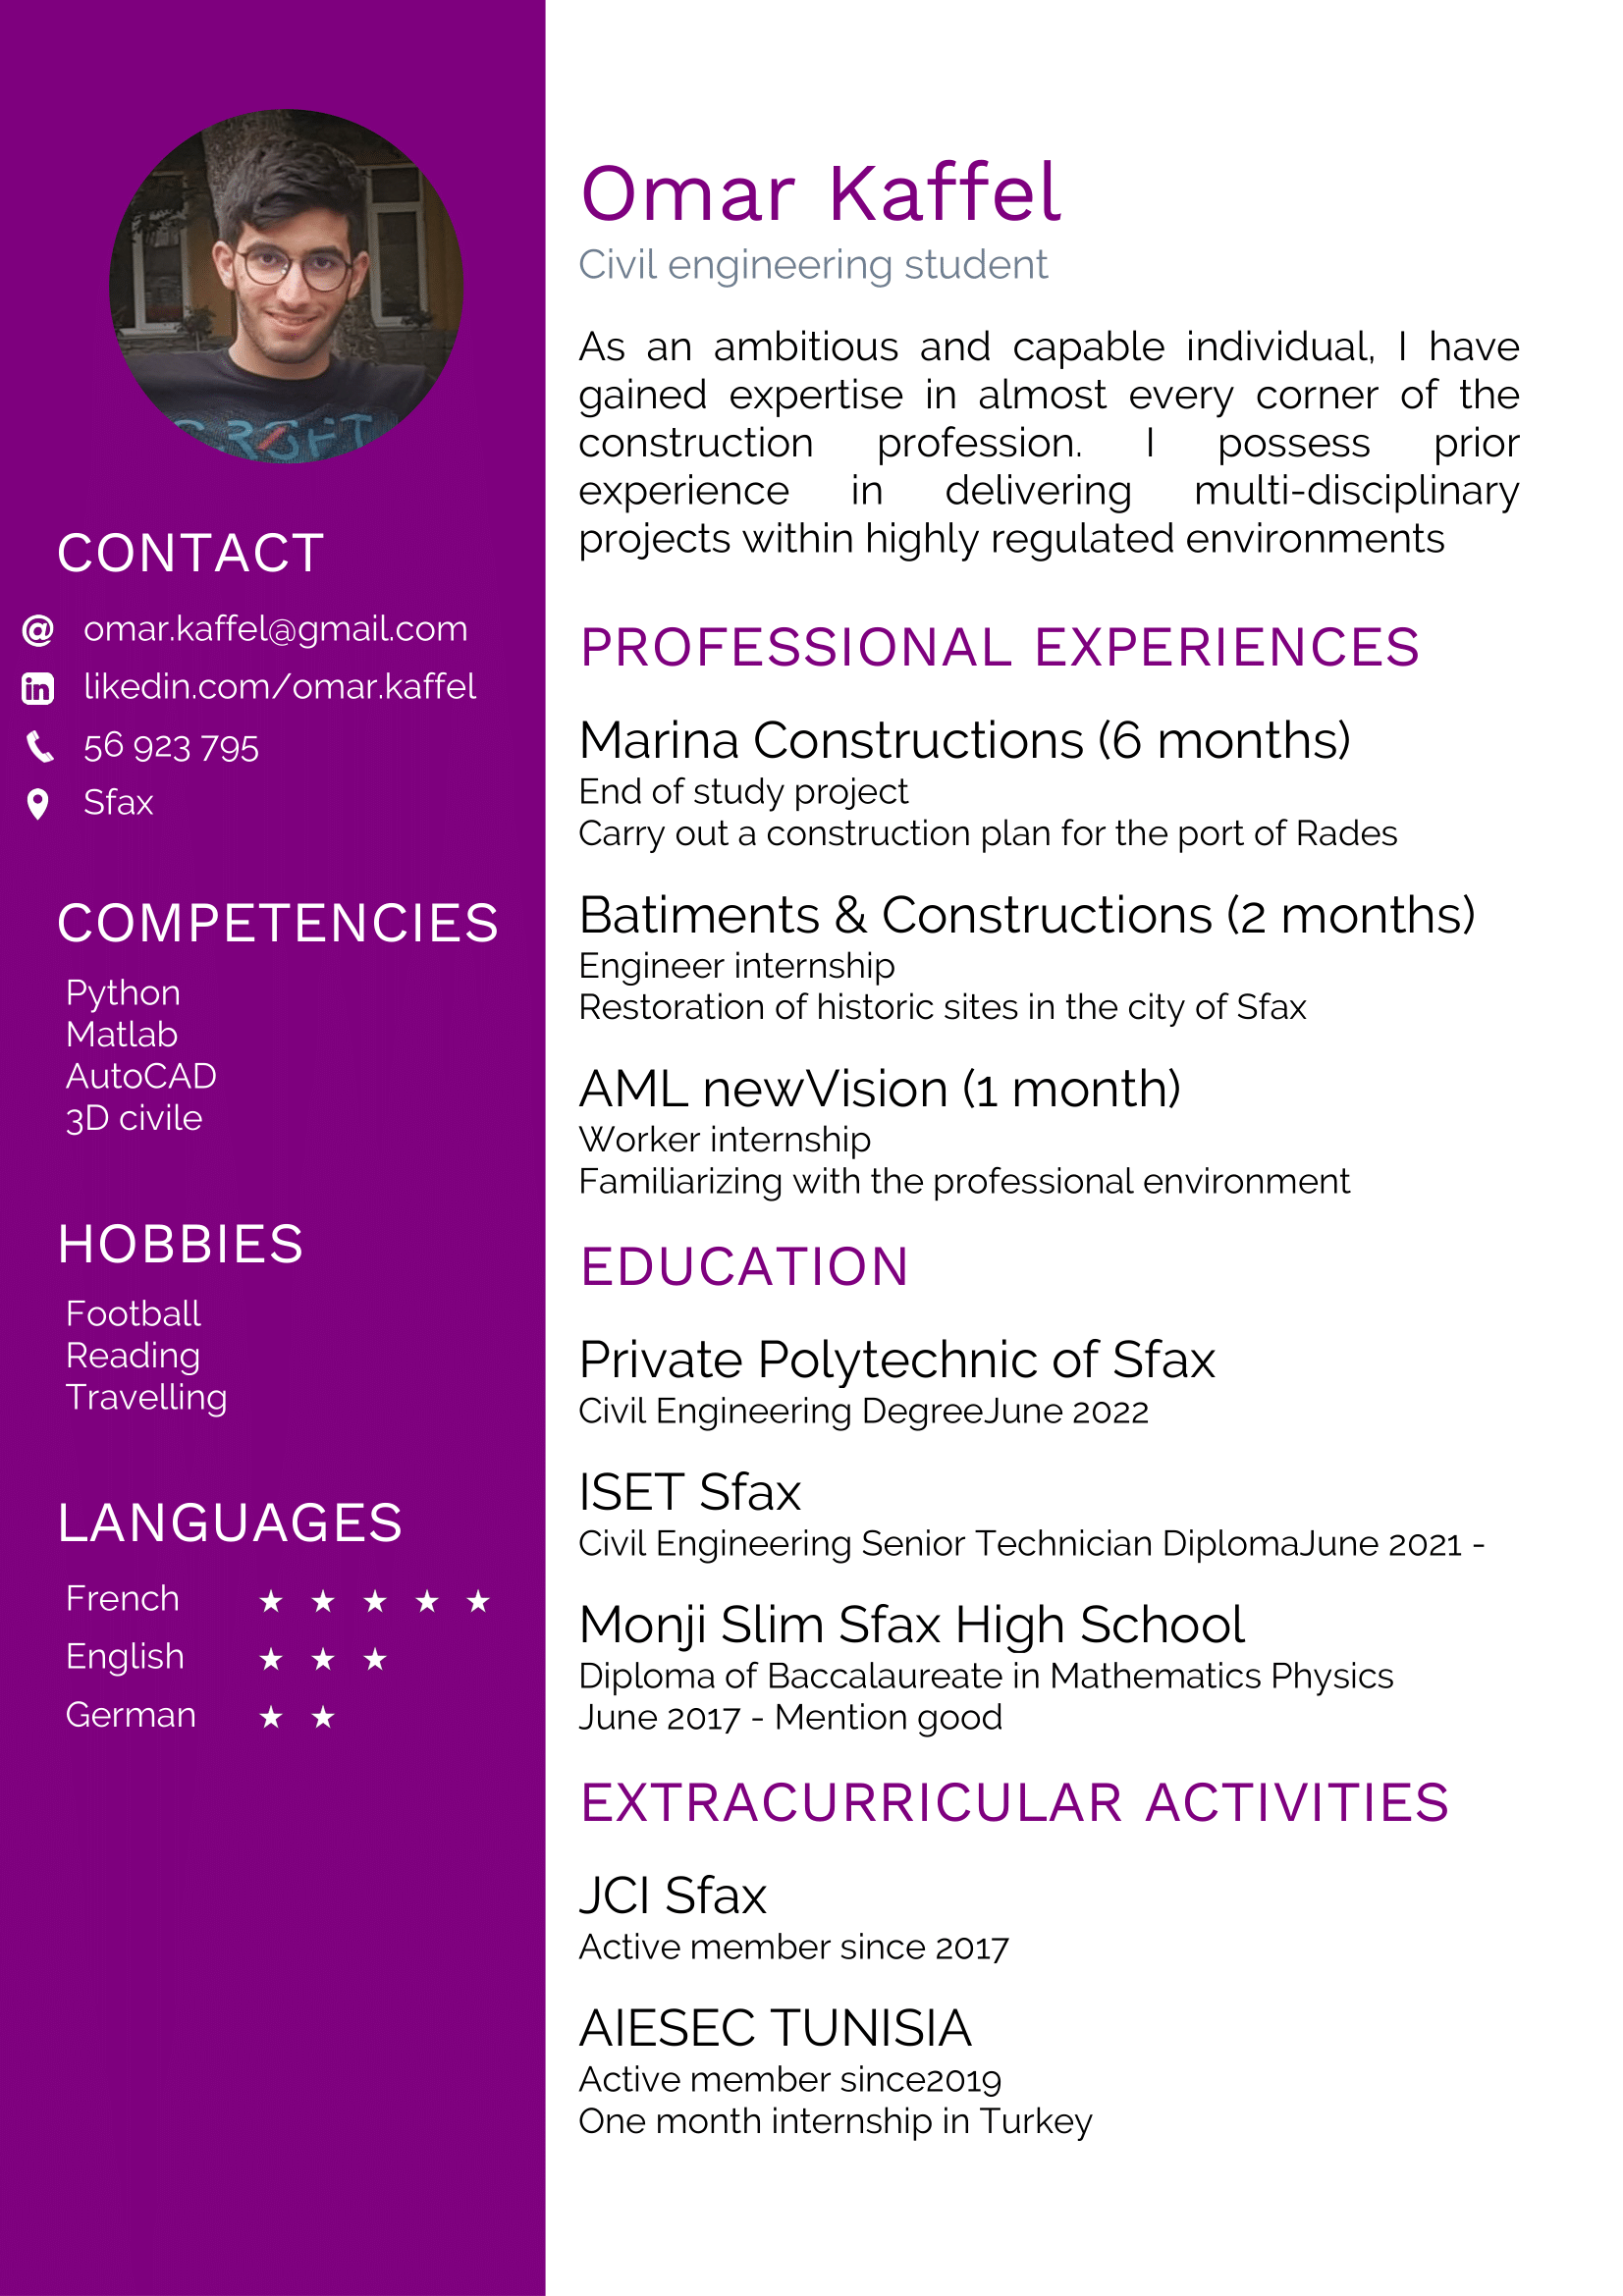 CONTACT
omar.kaffel@gmail.com
likedin.com/omar.kaffel
56 923 795
Sfax
COMPETENCIES
Python
Matlab
AutoCAD
3D civile
HOBBIES
Football
Reading
Travelling
LANGUAGES
French ★ ★ ★ ★ ★
English ★ ★ ★
German ★ ★
Omar Kaffel
Civil engineering student
As an ambitious and capable individual, I have
gained expertise in almost every corner of the
construction profession. I possess prior
experience in delivering multi-disciplinary
projects within highly regulated environments
PROFESSIONAL EXPERIENCES
Marina Constructions (6 months)
End of study project
Carry out a construction plan for the port of Rades
Batiments & Constructions (2 months)
Engineer internship
Restoration of historic sites in the city of Sfax
AML newVision (1 month)
Worker internship
Familiarizing with the professional environment
EDUCATION
Private Polytechnic of Sfax
Civil Engineering DegreeJune 2022
ISET Sfax
Civil Engineering Senior Technician DiplomaJune 2021 -
Monji Slim Sfax High School
Diploma of Baccalaureate in Mathematics Physics
June 2017 - Mention good
EXTRACURRICULAR ACTIVITIES
JCI Sfax
Active member since 2017
AIESEC TUNISIA
Active member since2019
One month internship in Turkey